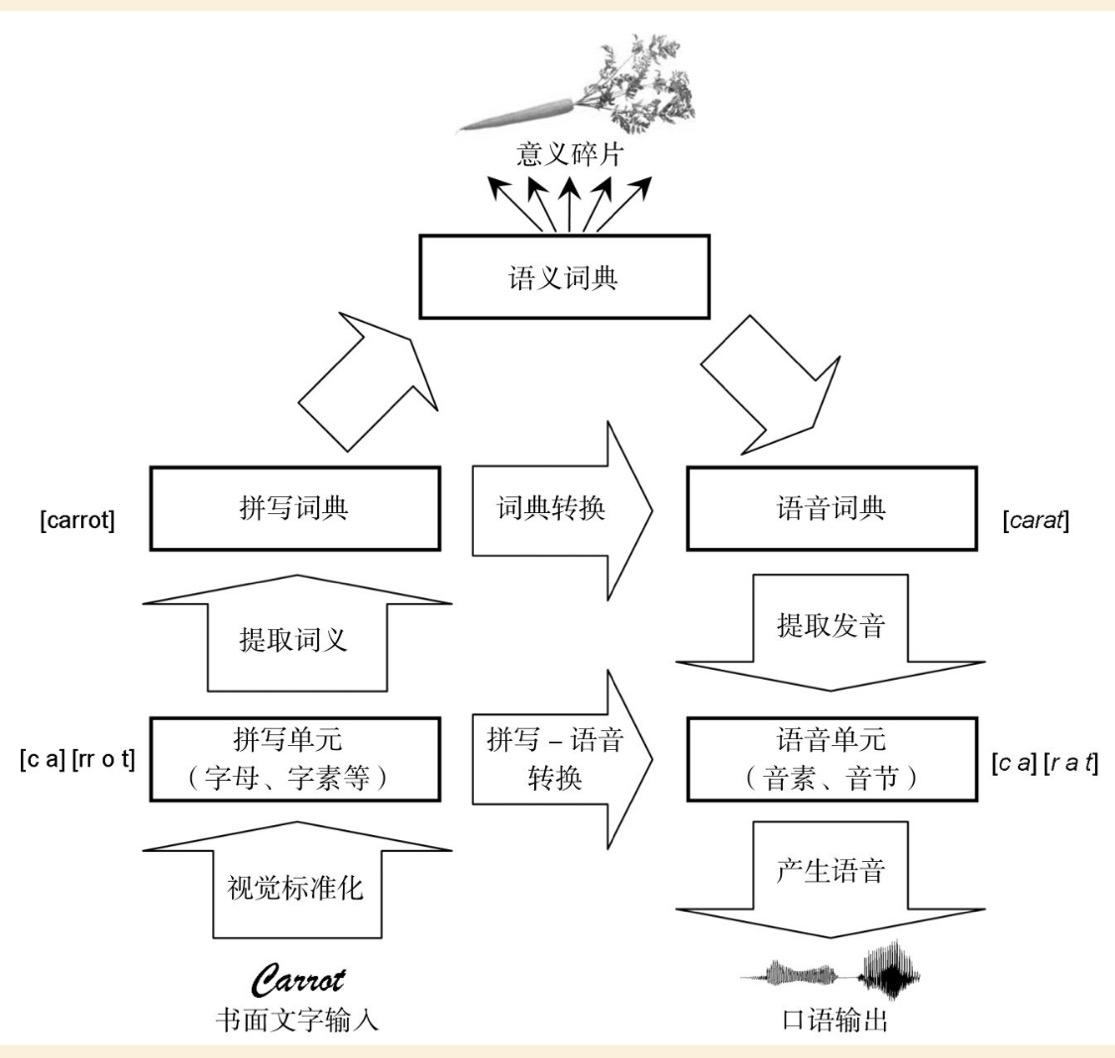 意义碎片
语义词典
[carrot]
拼写词典
词典转换
语音词典
[carat]
提取词义
提取发音
[c a] [rr o t]
拼写单元
（字母、字素等）
拼写 – 语音
转换
语音单元
（音素、音节）
[c a] [r a t]
视觉标准化
产生语音
Carrot
书面文字输入
口语输出